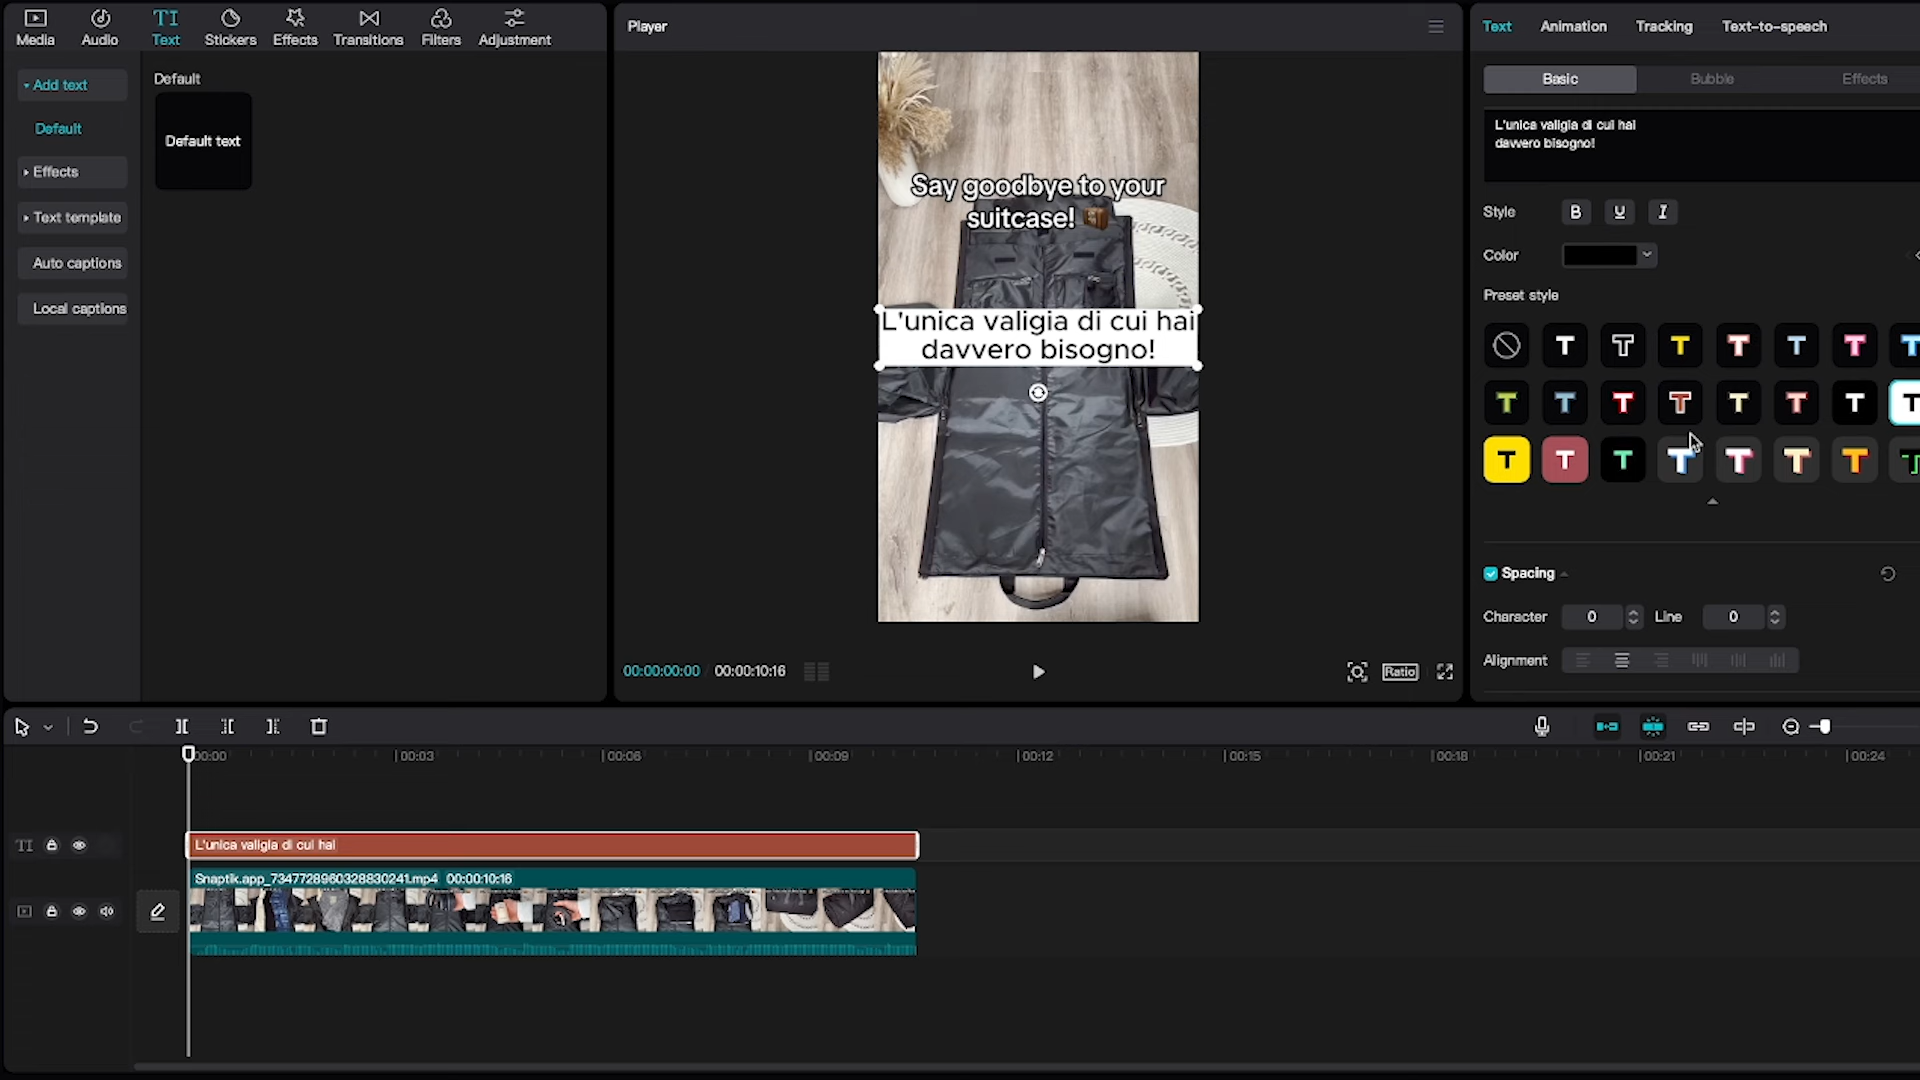 Media
Audio
TI
Text
Stickers
Effects
Transitions
Filters
Adjustment
Add text
Default
Effects
Text template
Auto captions
Local captions
Default
Default text
Player
Say goodbye to your
suitcase!
L'unica valigia di cui hai
davvero bisogno!
00:00:00:00
00:00:10:16
Ratio
Text
Animation
Tracking
Text-to-speech
Basic
Bubble
Effects
L'unica valigia di cui hai
davvero bisogno!
Style
B
U
I
Color
Preset style
T T T T T T T
T T T T T T T T
T T T T T T T T
Spacing
Character
0
Line
0
Alignment
00:00
00:03
00:06
00:09
00:12
00:15
00:18
00:21
00:24
TI
L'unica valigia di cui hai
Snaptik.app_7347728960328830241.mp4 00:00:10:16